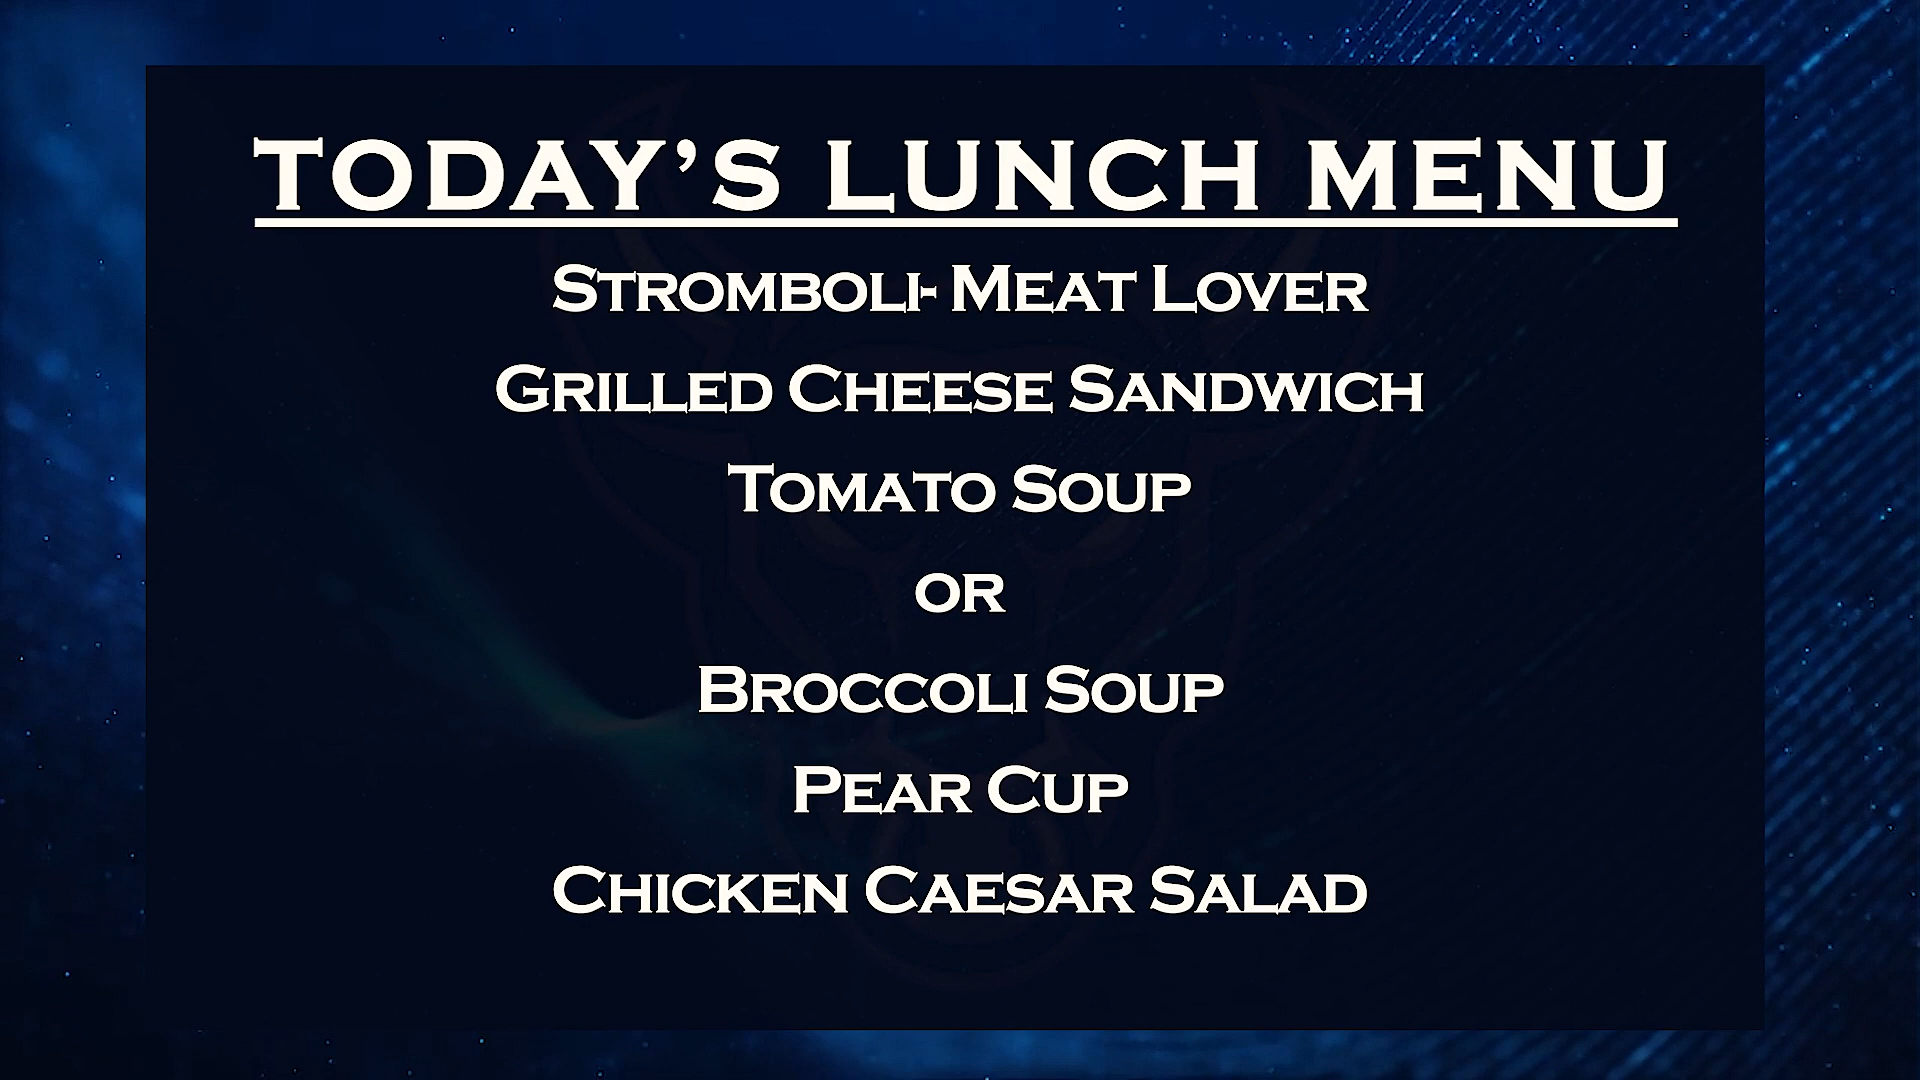 TODAY'S LUNCH MENU
STROMBOLI- MEAT LOVER
GRILLED CHEESE SANDWICH
TOMATO SOUP
OR
BROCCOLI SOUP
PEAR CUP
CHICKEN CAESAR SALAD